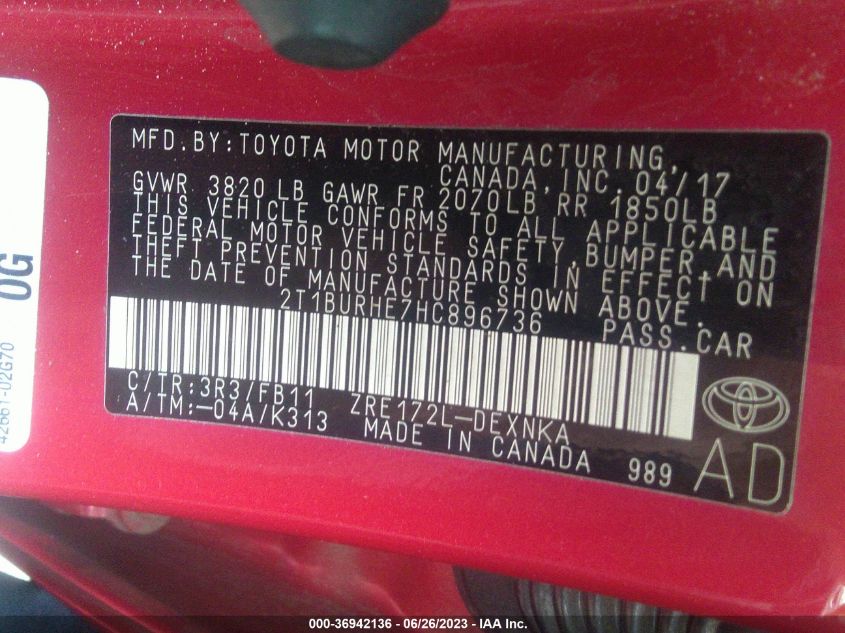 MFD.BY:TOYOTA MOTOR MANUFACTURING,
CANADA, INC. 04/17
GVWR 3820 LB GAWR FR 2070LB RR 1850LB
THIS VEHICLE CONFORMS TO ALL APPLICABLE
FEDERAL MOTOR VEHICLE SAFETY,BUMPER,AND
THEFT PREVENTION STANDARDS IN EFFECT ON
THE DATE OF MANUFACTURE SHOWN ABOVE.
2T1BURHE7HC896736 PASS.CAR
C/TR:3R3/FB11 ZRE172L-DEXNKA
A/TM:-04A/K313 MADE IN CANADA 989
AD
0G
42661-02G70
000-36942136 - 06/26/2023 - IAA Inc.